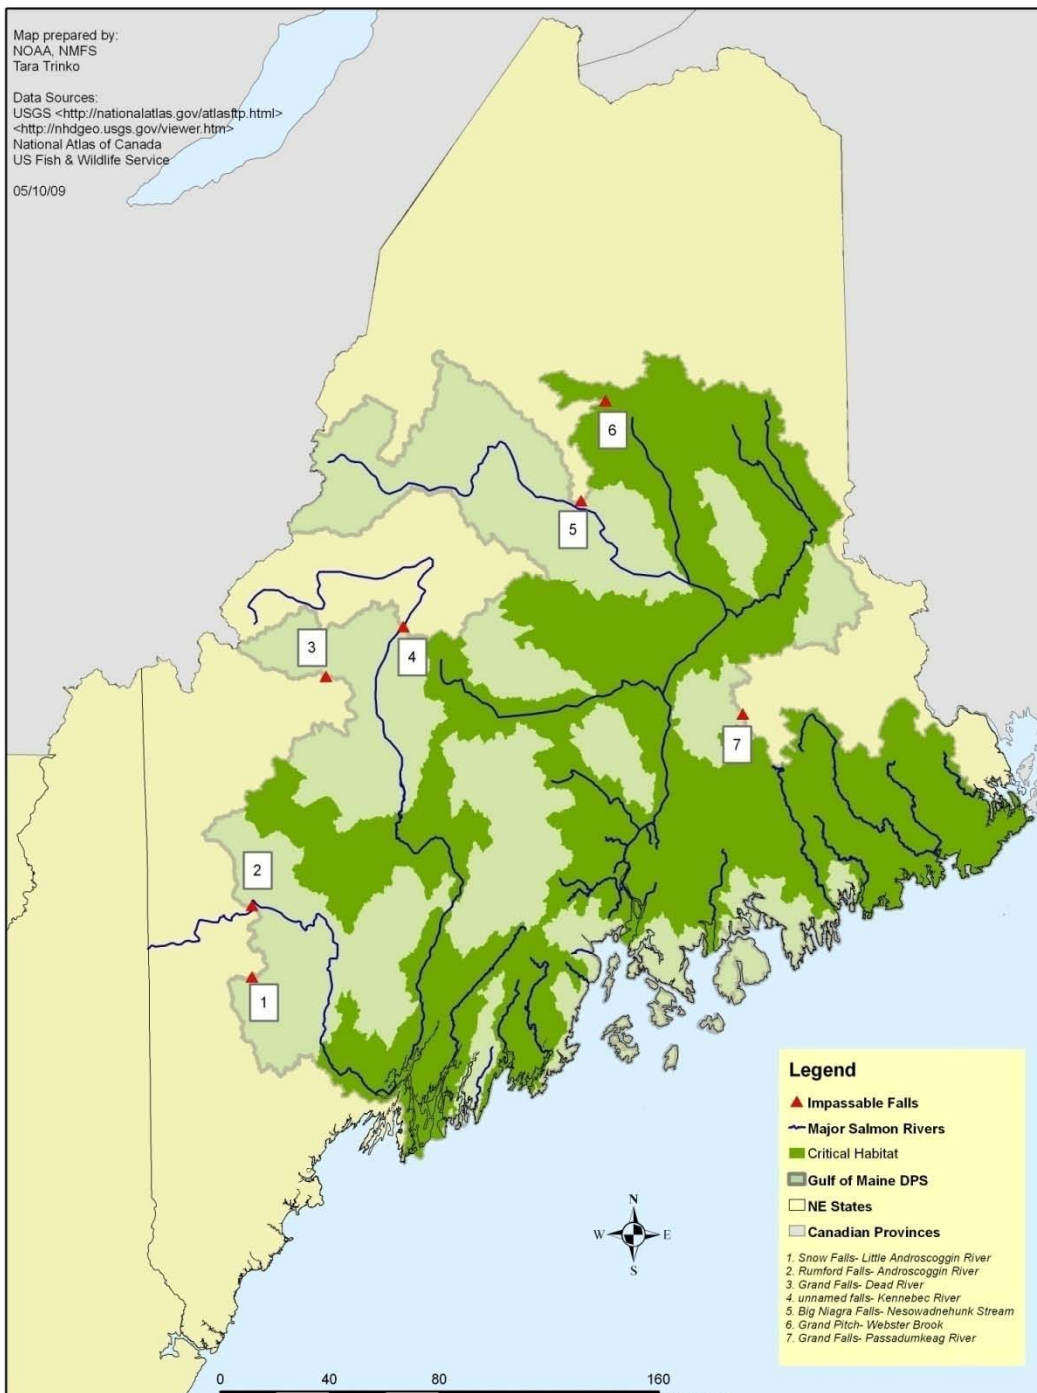 Map prepared by:
NOAA, NMFS
Tara Trinko
Data Sources:
USGS <http://nationalatlas.gov/atlasftp.html>
<http://nhdgeo.usgs.gov/viewer.htm>
National Atlas of Canada
US Fish & Wildlife Service
05/10/09
6
5
3
4
7
2
1
Legend
Impassable Falls
Major Salmon Rivers
Critical Habitat
Gulf of Maine DPS
NE States
Canadian Provinces
1. Snow Falls- Little Androscoggin River
2. Rumford Falls- Androscoggin River
3. Grand Falls- Dead River
4. unnamed falls- Kennebec River
5. Big Niagra Falls- Nesowadnehunk Stream
6. Grand Pitch- Webster Brook
7. Grand Falls- Passadumkeag River
N
W E
S
0 40 80 160